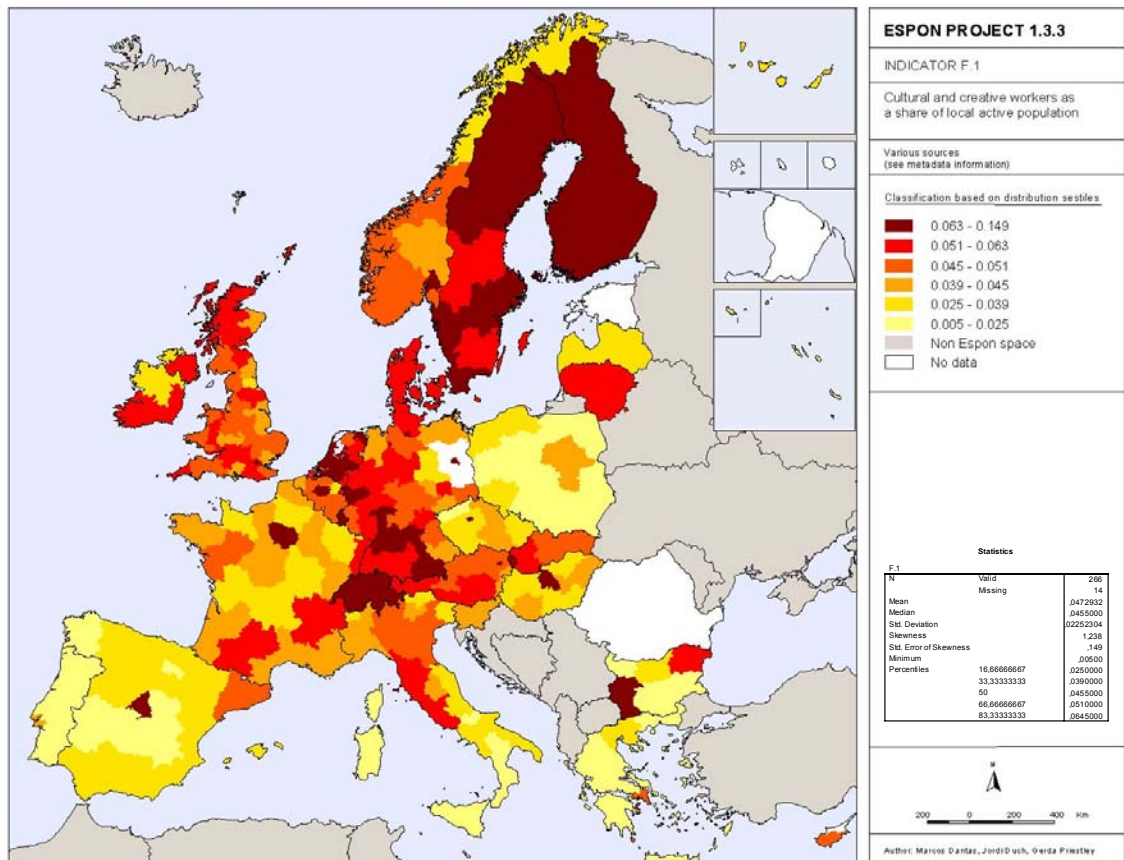 ESPON PROJECT 1.3.3
INDICATOR F.1
Cultural and creative workers as
a share of local active population
Various sources
(see metadata information)
Classification based on distribution sestiles
0.063 - 0.149
0.051 - 0.063
0.045 - 0.051
0.039 - 0.045
0.025 - 0.039
0.005 - 0.025
Non Espon space
No data
Statistics
F.1
N Valid 266
Missing 14
Mean ,0472932
Median ,0455000
Std. Deviation ,02252304
Skewness 1,238
Std. Error of Skewness ,149
Minimum ,00500
Percentiles 16,66666667 ,0250000
33,33333333 ,0390000
50 ,0455000
66,66666667 ,0510000
83,33333333 ,0645000
N
200 0 200 400 Km
Author: Marcos Dantas, Jordi Duch, Gerda Priestley